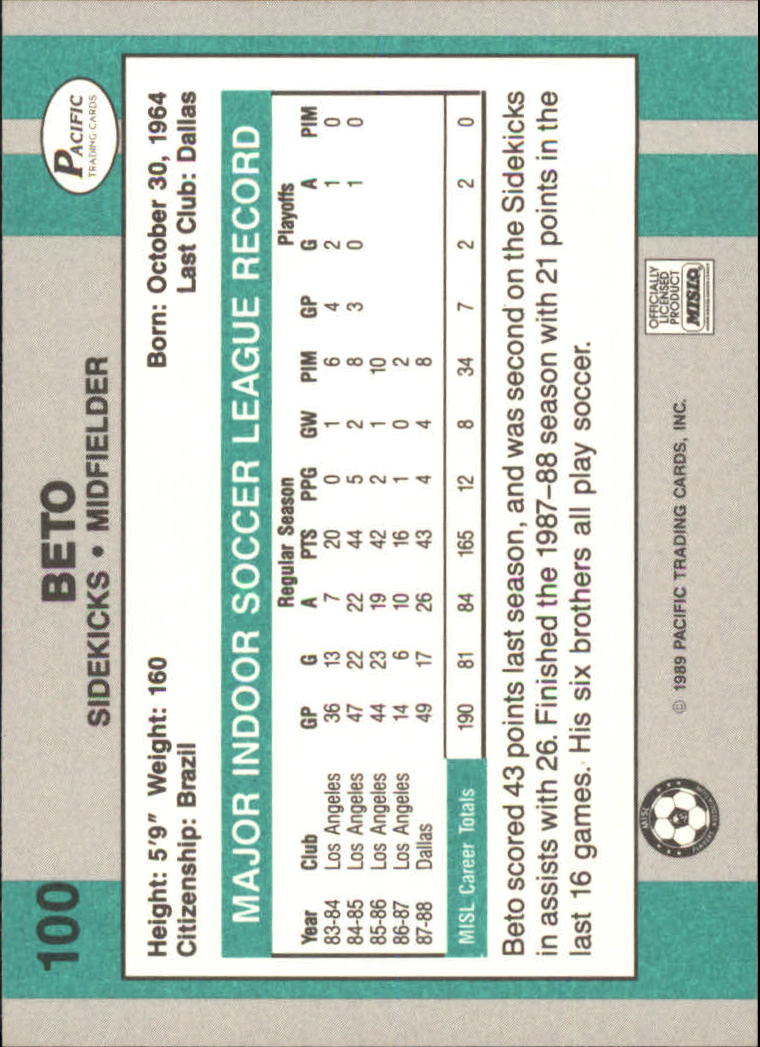 100
BETO
SIDEKICKS • MIDFIELDER
PACIFIC
TRADING CARDS
Height: 5'9" Weight: 160 Born: October 30, 1964
Citizenship: Brazil Last Club: Dallas
MAJOR INDOOR SOCCER LEAGUE RECORD
Regular Season Playoffs
Year Club GP G A PTS PPG GW PIM GP G A PIM
83-84 Los Angeles 36 13 7 20 0 1 6 4 2 1 0
84-85 Los Angeles 47 22 22 44 5 2 8 3 0 1 0
85-86 Los Angeles 44 23 19 42 2 1 10
86-87 Los Angeles 14 6 10 16 1 0 2
87-88 Dallas 49 17 26 43 4 4 8
MISL Career Totals 190 81 84 165 12 8 34 7 2 2 0
Beto scored 43 points last season, and was second on the Sidekicks
in assists with 26. Finished the 1987-88 season with 21 points in the
last 16 games. His six brothers all play soccer.
MISL
© 1989 PACIFIC TRADING CARDS, INC.
OFFICIALLY
LICENSED
PRODUCT
MISL